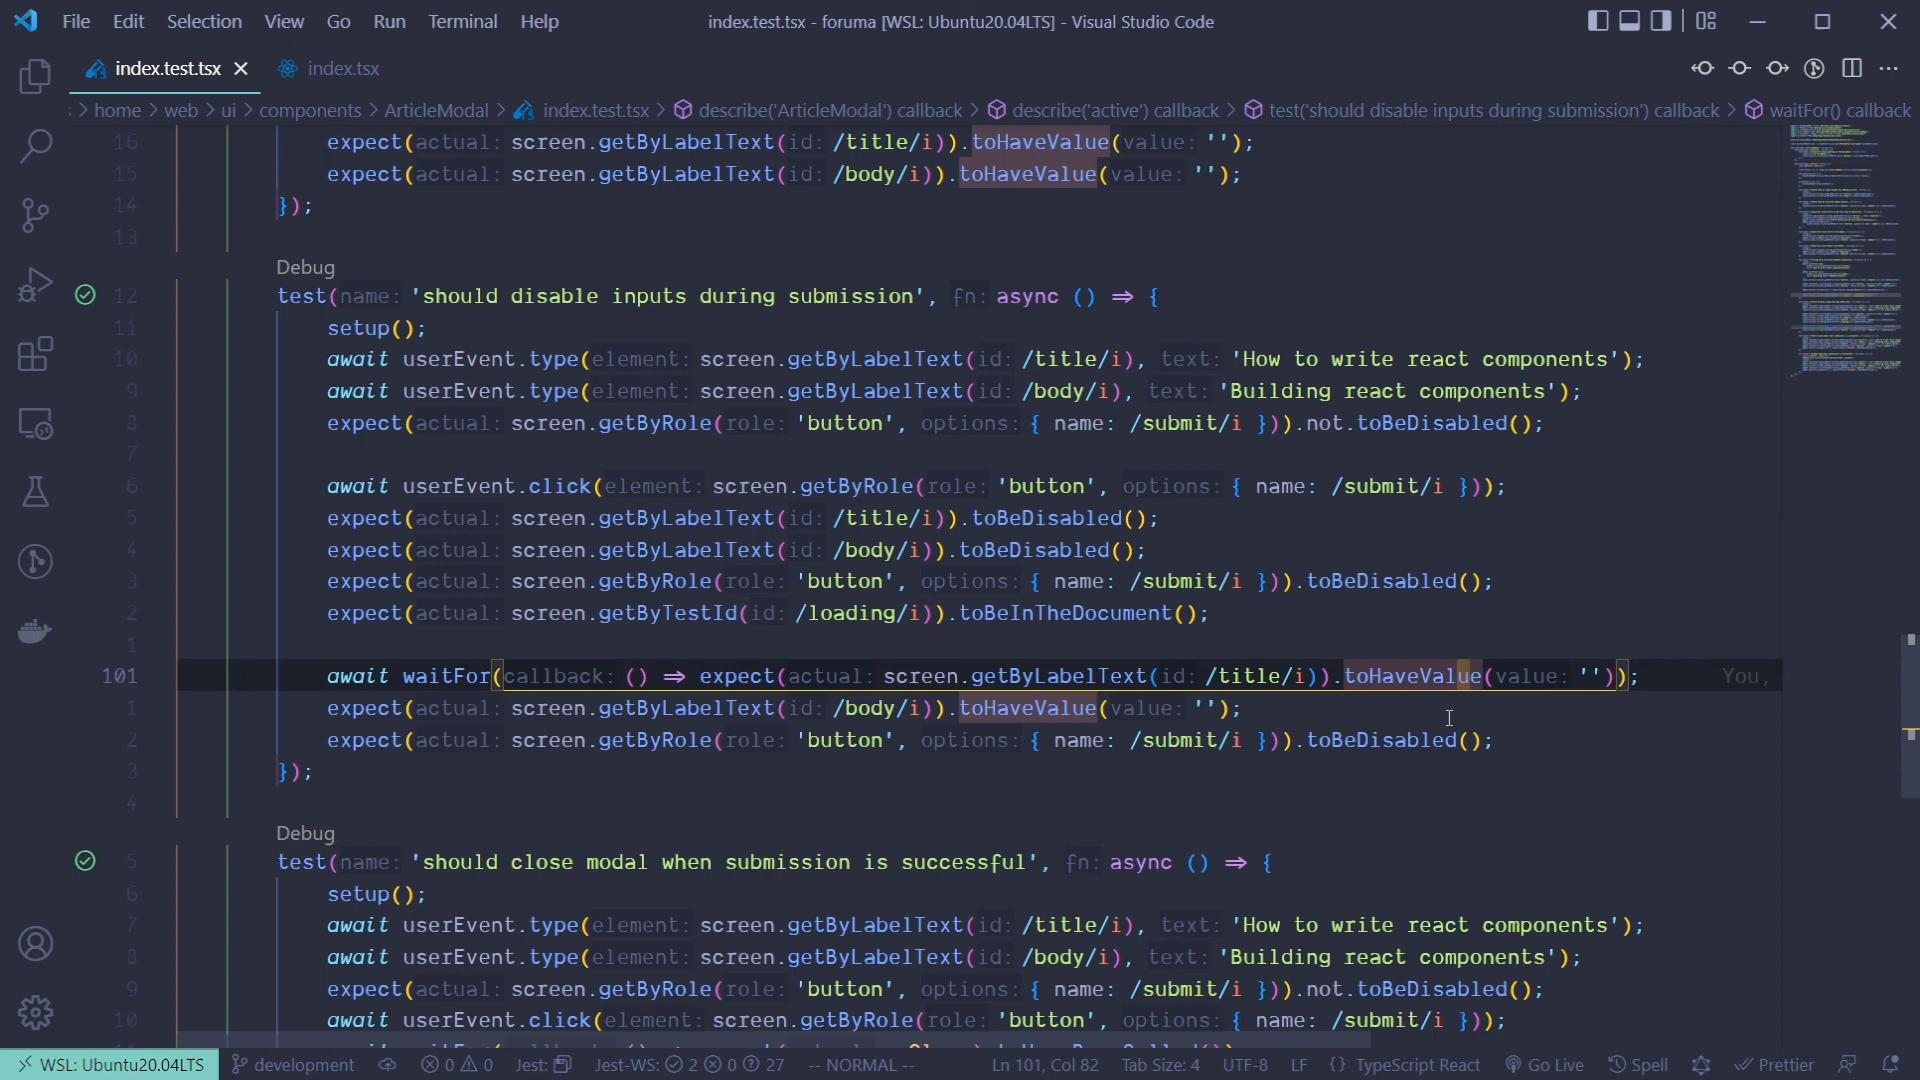 File Edit Selection View Go Run Terminal Help index.test.tsx - foruma [WSL: Ubuntu20.04LTS] - Visual Studio Code
index.test.tsx index.tsx
home > web > ui > components > ArticleModal > index.test.tsx > describe('ArticleModal') callback > describe('active') callback > test('should disable inputs during submission') callback > waitFor() callback
16 expect(actual: screen.getByLabelText(id: /title/i)).toHaveValue(value: '');
15 expect(actual: screen.getByLabelText(id: /body/i)).toHaveValue(value: '');
14 });
13
Debug
12 test(name: 'should disable inputs during submission', fn: async () ⇒ {
11 setup();
10 await userEvent.type(element: screen.getByLabelText(id: /title/i), text: 'How to write react components');
9 await userEvent.type(element: screen.getByLabelText(id: /body/i), text: 'Building react components');
8 expect(actual: screen.getByRole(role: 'button', options: { name: /submit/i })).not.toBeDisabled();
7
6 await userEvent.click(element: screen.getByRole(role: 'button', options: { name: /submit/i }));
5 expect(actual: screen.getByLabelText(id: /title/i)).toBeDisabled();
4 expect(actual: screen.getByLabelText(id: /body/i)).toBeDisabled();
3 expect(actual: screen.getByRole(role: 'button', options: { name: /submit/i })).toBeDisabled();
2 expect(actual: screen.getByTestId(id: /loading/i)).toBeInTheDocument();
1
101 await waitFor(callback: () ⇒ expect(actual: screen.getByLabelText(id: /title/i)).toHaveValue(value: '')); You,
1 expect(actual: screen.getByLabelText(id: /body/i)).toHaveValue(value: '');
2 expect(actual: screen.getByRole(role: 'button', options: { name: /submit/i })).toBeDisabled();
3 });
4
Debug
5 test(name: 'should close modal when submission is successful', fn: async () ⇒ {
6 setup();
7 await userEvent.type(element: screen.getByLabelText(id: /title/i), text: 'How to write react components');
8 await userEvent.type(element: screen.getByLabelText(id: /body/i), text: 'Building react components');
9 expect(actual: screen.getByRole(role: 'button', options: { name: /submit/i })).not.toBeDisabled();
10 await userEvent.click(element: screen.getByRole(role: 'button', options: { name: /submit/i }));
WSL: Ubuntu20.04LTS development 0 0 Jest: Jest-WS: 2 0 27 -- NORMAL -- Ln 101, Col 82 Tab Size: 4 UTF-8 LF {} TypeScript React Go Live Spell Prettier